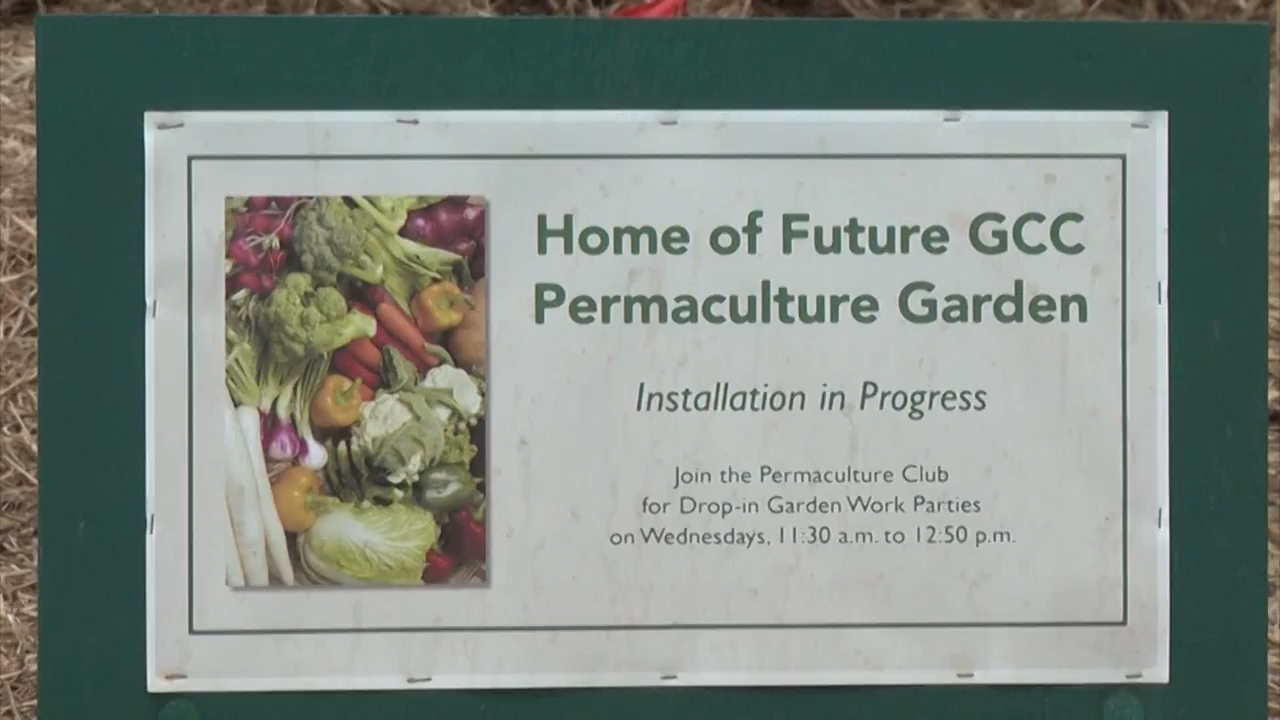 Home of Future GCC
Permaculture Garden
Installation in Progress
Join the Permaculture Club
for Drop-in Garden Work Parties
on Wednesdays, 11:30 a.m. to 12:50 p.m.